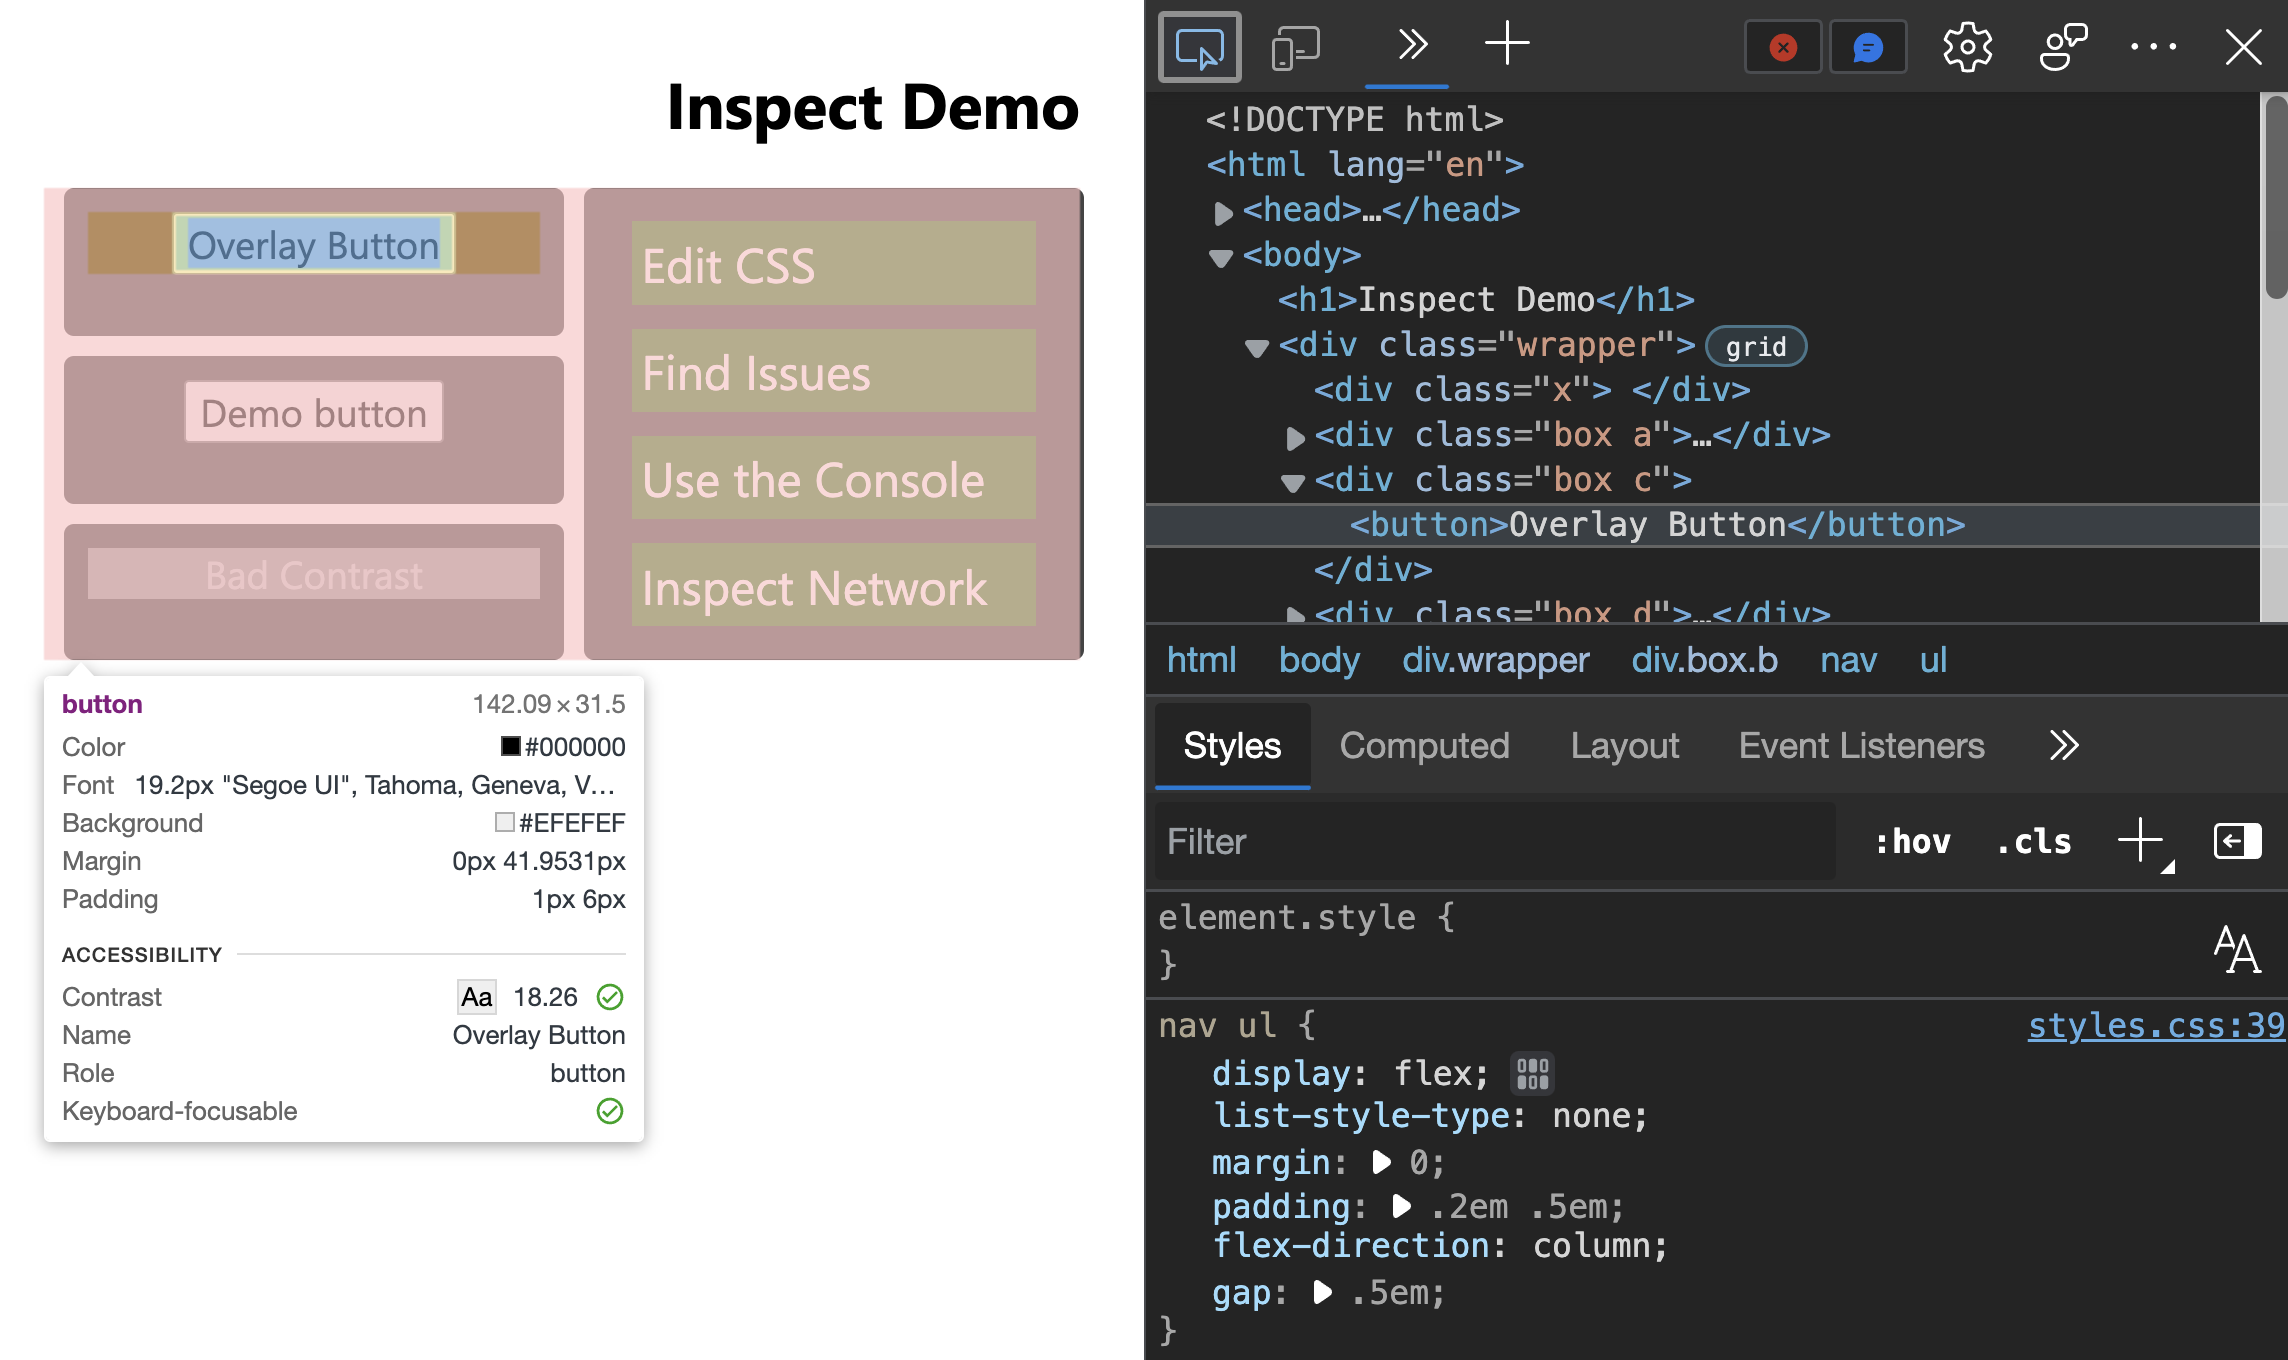 Inspect Demo
Overlay Button
Demo button
Bad Contrast
Edit CSS
Find Issues
Use the Console
Inspect Network
button 142.09 × 31.5
Color #000000
Font 19.2px "Segoe UI", Tahoma, Geneva, V…
Background #EFEFEF
Margin 0px 41.9531px
Padding 1px 6px
ACCESSIBILITY
Contrast Aa 18.26
Name Overlay Button
Role button
Keyboard-focusable
<!DOCTYPE html>
<html lang="en">
<head>…</head>
<body>
<h1>Inspect Demo</h1>
<div class="wrapper"> grid
<div class="x"> </div>
<div class="box a">…</div>
<div class="box c">
<button>Overlay Button</button>
</div>
<div class="box d">…</div>
html body div.wrapper div.box.b nav ul
Styles Computed Layout Event Listeners
Filter :hov .cls
element.style {
}
nav ul { styles.css:39
display: flex;
list-style-type: none;
margin: 0;
padding: .2em .5em;
flex-direction: column;
gap: .5em;
}